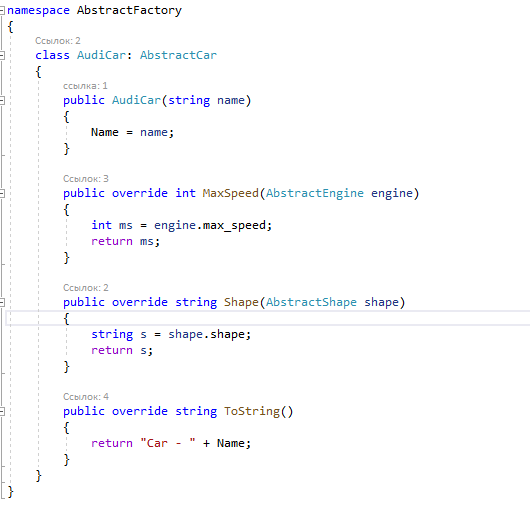 namespace AbstractFactory
{
Ссылок: 2
class AudiCar: AbstractCar
{
ссылка: 1
public AudiCar(string name)
{
Name = name;
}
Ссылок: 3
public override int MaxSpeed(AbstractEngine engine)
{
int ms = engine.max_speed;
return ms;
}
Ссылок: 2
public override string Shape(AbstractShape shape)
{
string s = shape.shape;
return s;
}
Ссылок: 4
public override string ToString()
{
return "Car - " + Name;
}
}
}